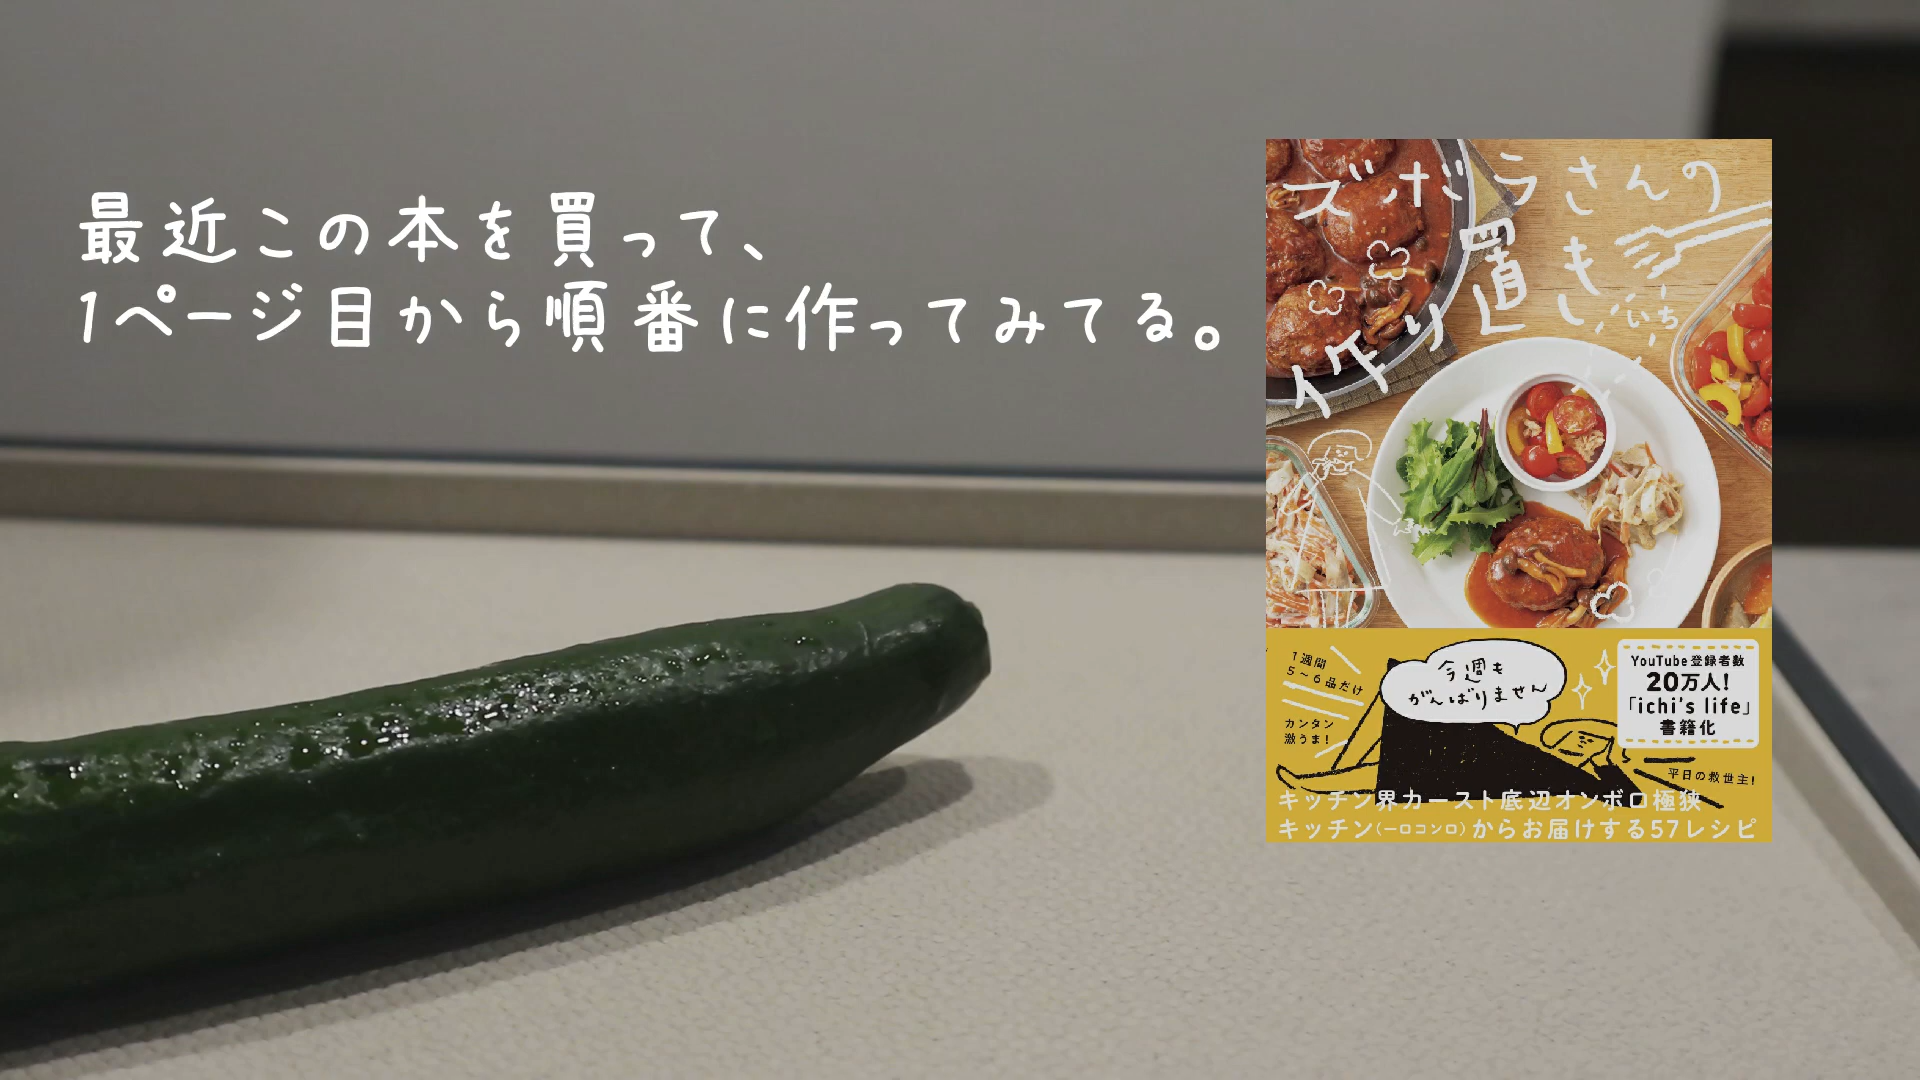 最近この本を買って、
1ページ目から順番に作ってみてる。
ズボラさんの
作り置き
いち
1週間
5～6品だけ
カンタン
激うま!
今週も
がんばりません
YouTube登録者数
20万人!
「ichi's life」
書籍化
平日の救世主!
キッチン界カースト底辺オンボロ極狭
キッチン(一口コンロ)からお届けする57レシピ